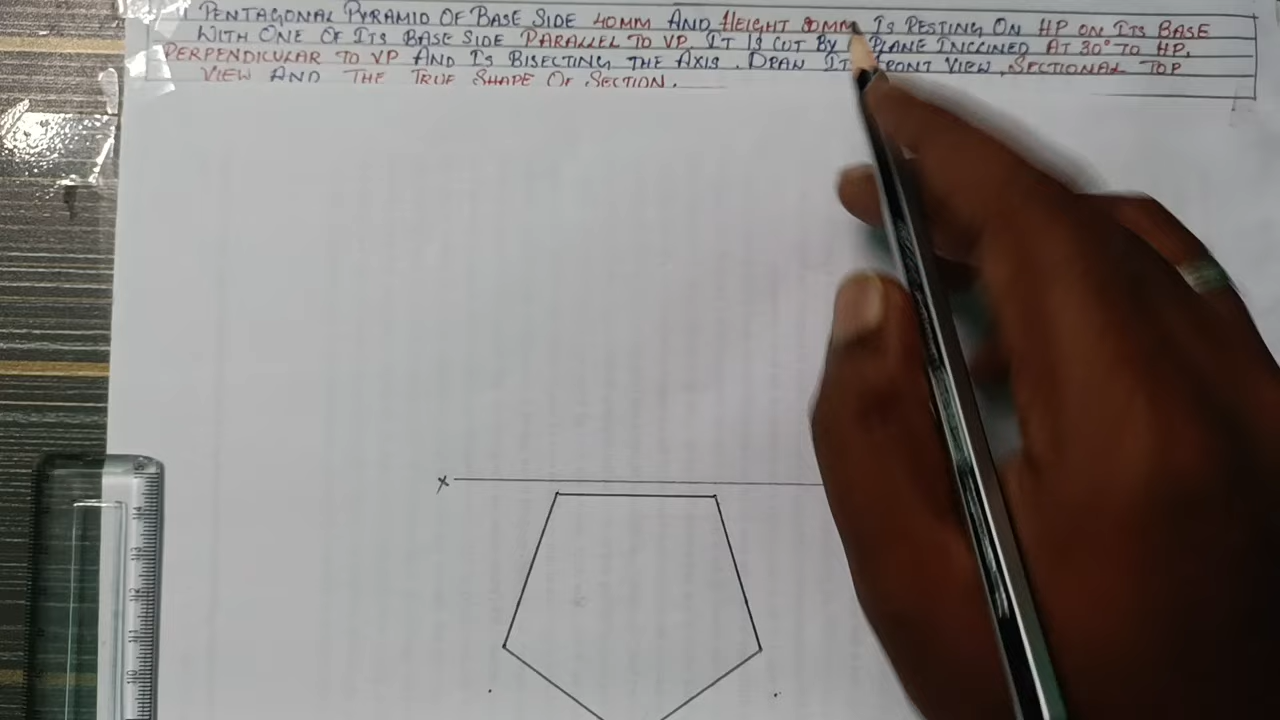 PENTAGONAL PYRAMID OF BASE SIDE 40MM AND HEIGHT 80MM IS RESTING ON HP ON ITS BASE
WITH ONE OF ITS BASE SIDE PARALLEL TO VP IT IS CUT BY PLANE INCLINED AT 30° TO HP,
PERPENDICULAR TO VP AND IS BISECTING THE AXIS. DRAW ITS FRONT VIEW, SECTIONAL TOP
VIEW AND THE TRUE SHAPE OF SECTION.
X